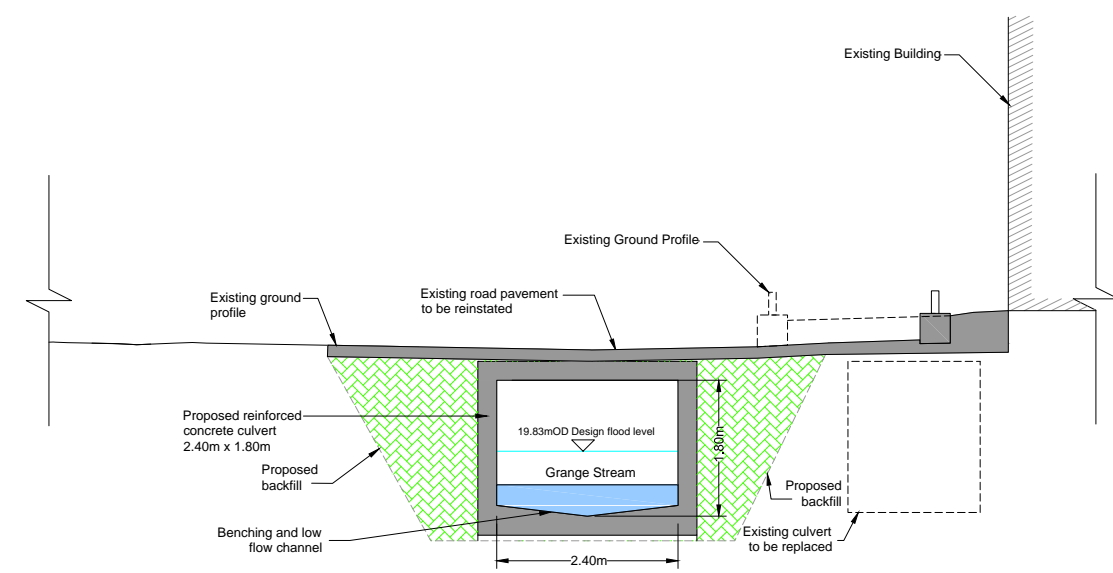 Existing Building
Existing Ground Profile
Existing ground
profile
Existing road pavement
to be reinstated
Proposed reinforced
concrete culvert
2.40m x 1.80m
19.83mOD Design flood level
1.80m
Grange Stream
Proposed
backfill
Proposed
backfill
Benching and low
flow channel
Existing culvert
to be replaced
2.40m